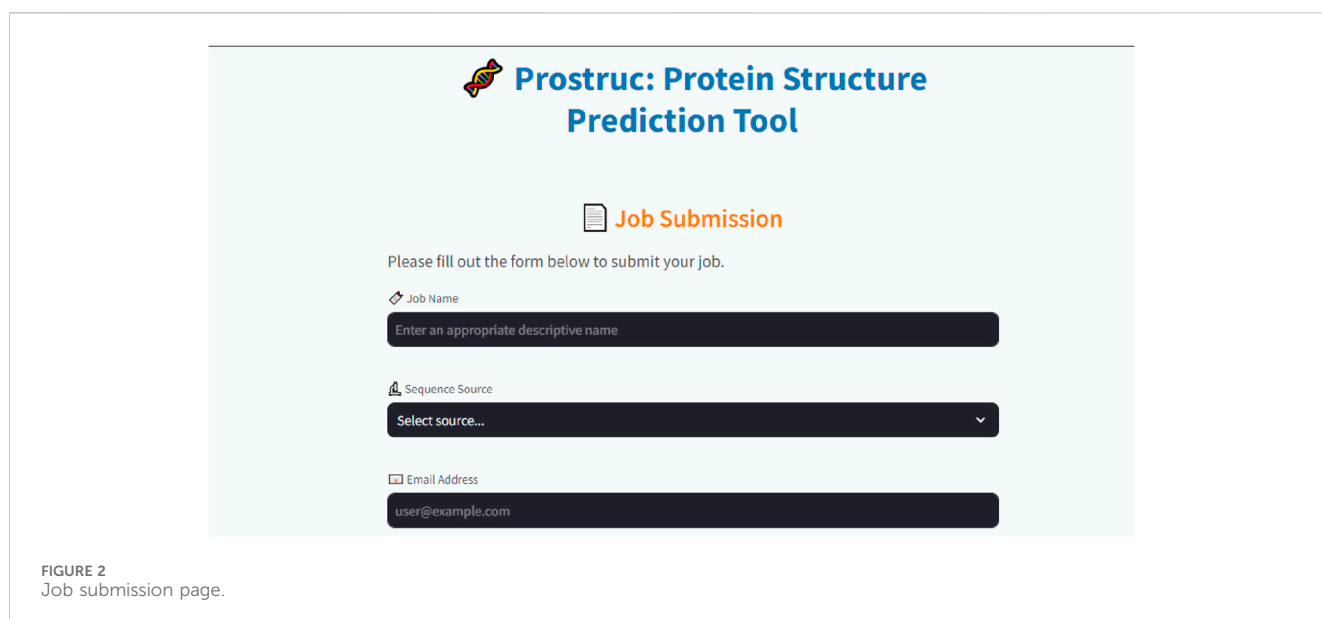 Prostruc: Protein Structure
Prediction Tool
Job Submission
Please fill out the form below to submit your job.
Job Name
Enter an appropriate descriptive name
Sequence Source
Select source...
Email Address
user@example.com
FIGURE 2
Job submission page.